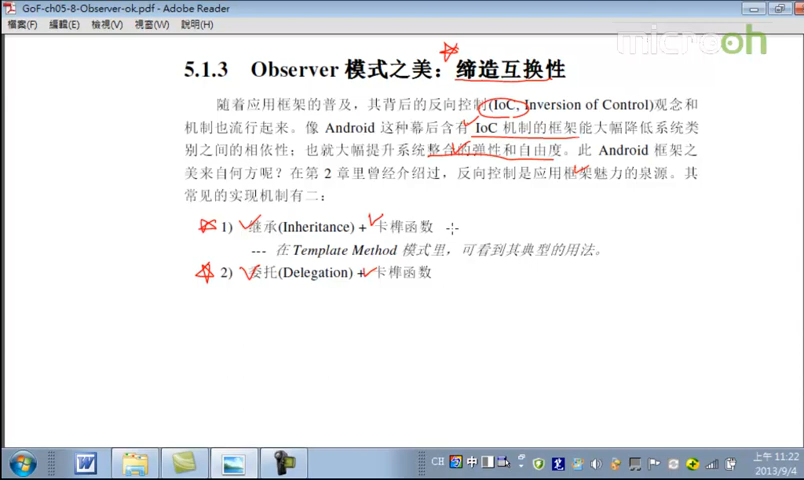 GoF-ch05-8-Observer-ok.pdf - Adobe Reader
檔案(F) 編輯(E) 檢視(V) 視窗(W) 說明(H)
microoh
5.1.3 Observer 模式之美：缔造互换性
随着应用框架的普及，其背后的反向控制(IoC, Inversion of Control)观念和
机制也流行起来。像 Android 这种幕后含有 IoC 机制的框架能大幅降低系统类
别之间的相依性；也就大幅提升系统整合的弹性和自由度。此 Android 框架之
美来自何方呢？在第 2 章里曾经介绍过，反向控制是应用框架魅力的泉源。其
常见的实现机制有二：
1) 继承(Inheritance) + 卡榫函数
--- 在 Template Method 模式里，可看到其典型的用法。
2) 委托(Delegation) + 卡榫函数
CH 中
上午 11:22
2013/9/4